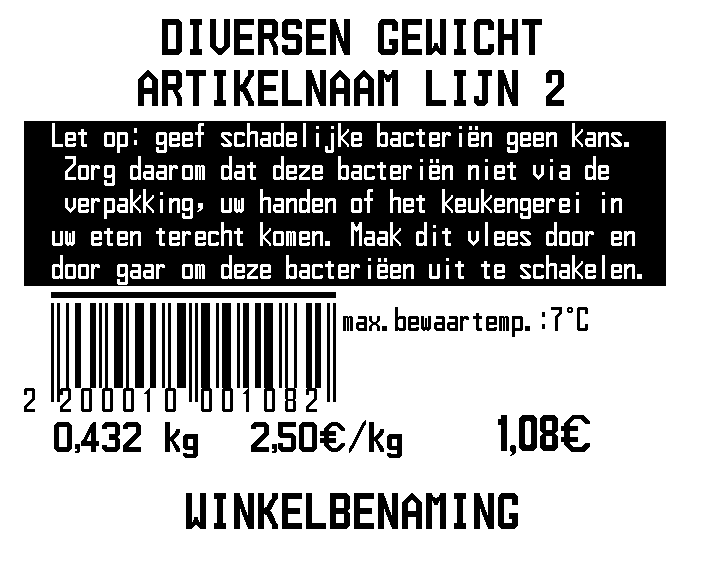 DIVERSEN GEWICHT
ARTIKELNAAM LIJN 2
Let op: geef schadelijke bacteriën geen kans.
Zorg daarom dat deze bacteriën niet via de
verpakking, uw handen of het keukengerei in
uw eten terecht komen. Maak dit vlees door en
door gaar om deze bacteriëen uit te schakelen.
max.bewaartemp.:7°C
2 200010 001082
0,432 kg 2,50€/kg 1,08€
WINKELBENAMING